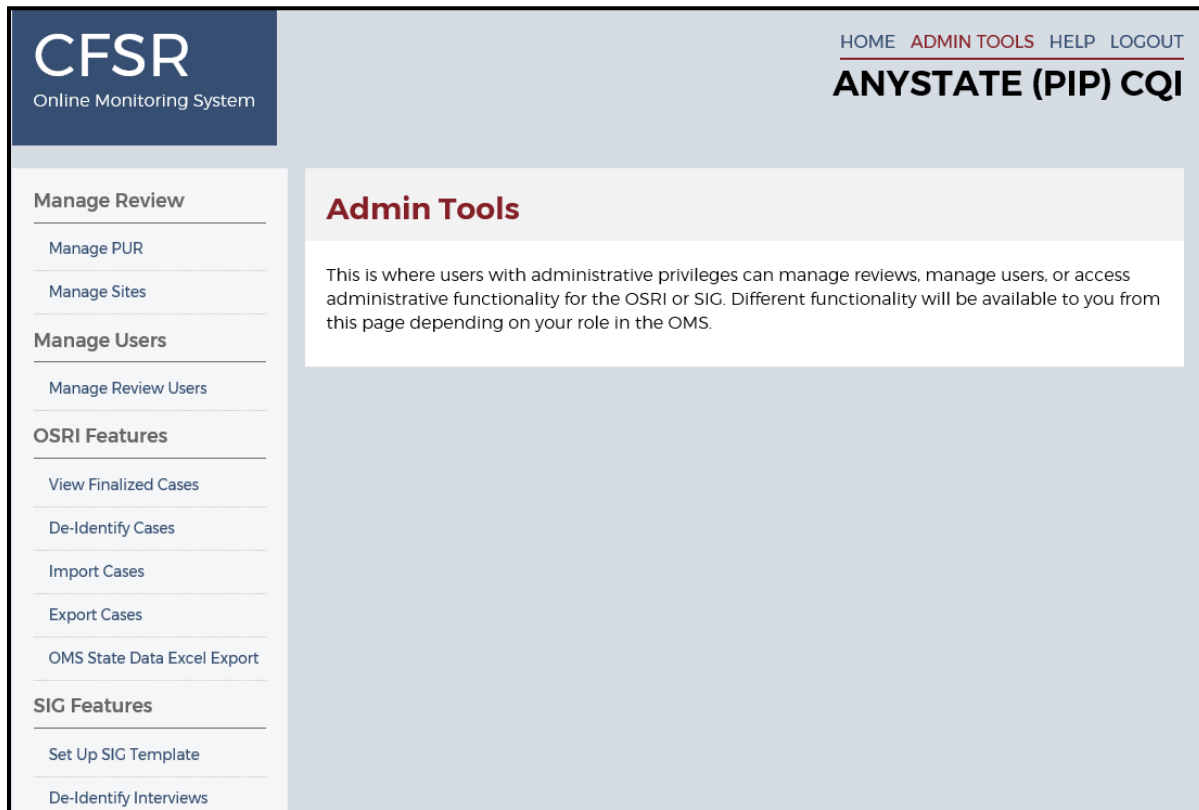 CFSR
Online Monitoring System
HOME ADMIN TOOLS HELP LOGOUT
ANYSTATE (PIP) CQI
Manage Review
Manage PUR
Manage Sites
Manage Users
Manage Review Users
OSRI Features
View Finalized Cases
De-Identify Cases
Import Cases
Export Cases
OMS State Data Excel Export
SIG Features
Set Up SIG Template
De-Identify Interviews
Admin Tools
This is where users with administrative privileges can manage reviews, manage users, or access
administrative functionality for the OSRI or SIG. Different functionality will be available to you from
this page depending on your role in the OMS.